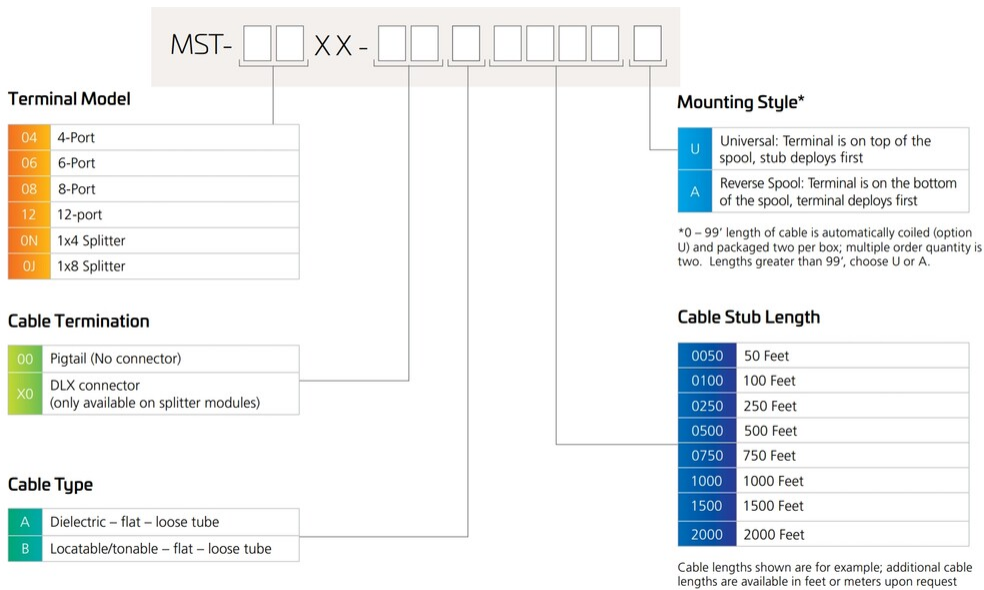 MST- XX -
Terminal Model
04 4-Port
06 6-Port
08 8-Port
12 12-port
0N 1x4 Splitter
0J 1x8 Splitter
Cable Termination
00 Pigtail (No connector)
X0 DLX connector
(only available on splitter modules)
Cable Type
A Dielectric – flat – loose tube
B Locatable/tonable – flat – loose tube
Mounting Style*
U Universal: Terminal is on top of the
spool, stub deploys first
A Reverse Spool: Terminal is on the bottom
of the spool, terminal deploys first
*0 – 99’ length of cable is automatically coiled (option
U) and packaged two per box; multiple order quantity is
two. Lengths greater than 99’, choose U or A.
Cable Stub Length
0050 50 Feet
0100 100 Feet
0250 250 Feet
0500 500 Feet
0750 750 Feet
1000 1000 Feet
1500 1500 Feet
2000 2000 Feet
Cable lengths shown are for example; additional cable
lengths are available in feet or meters upon request